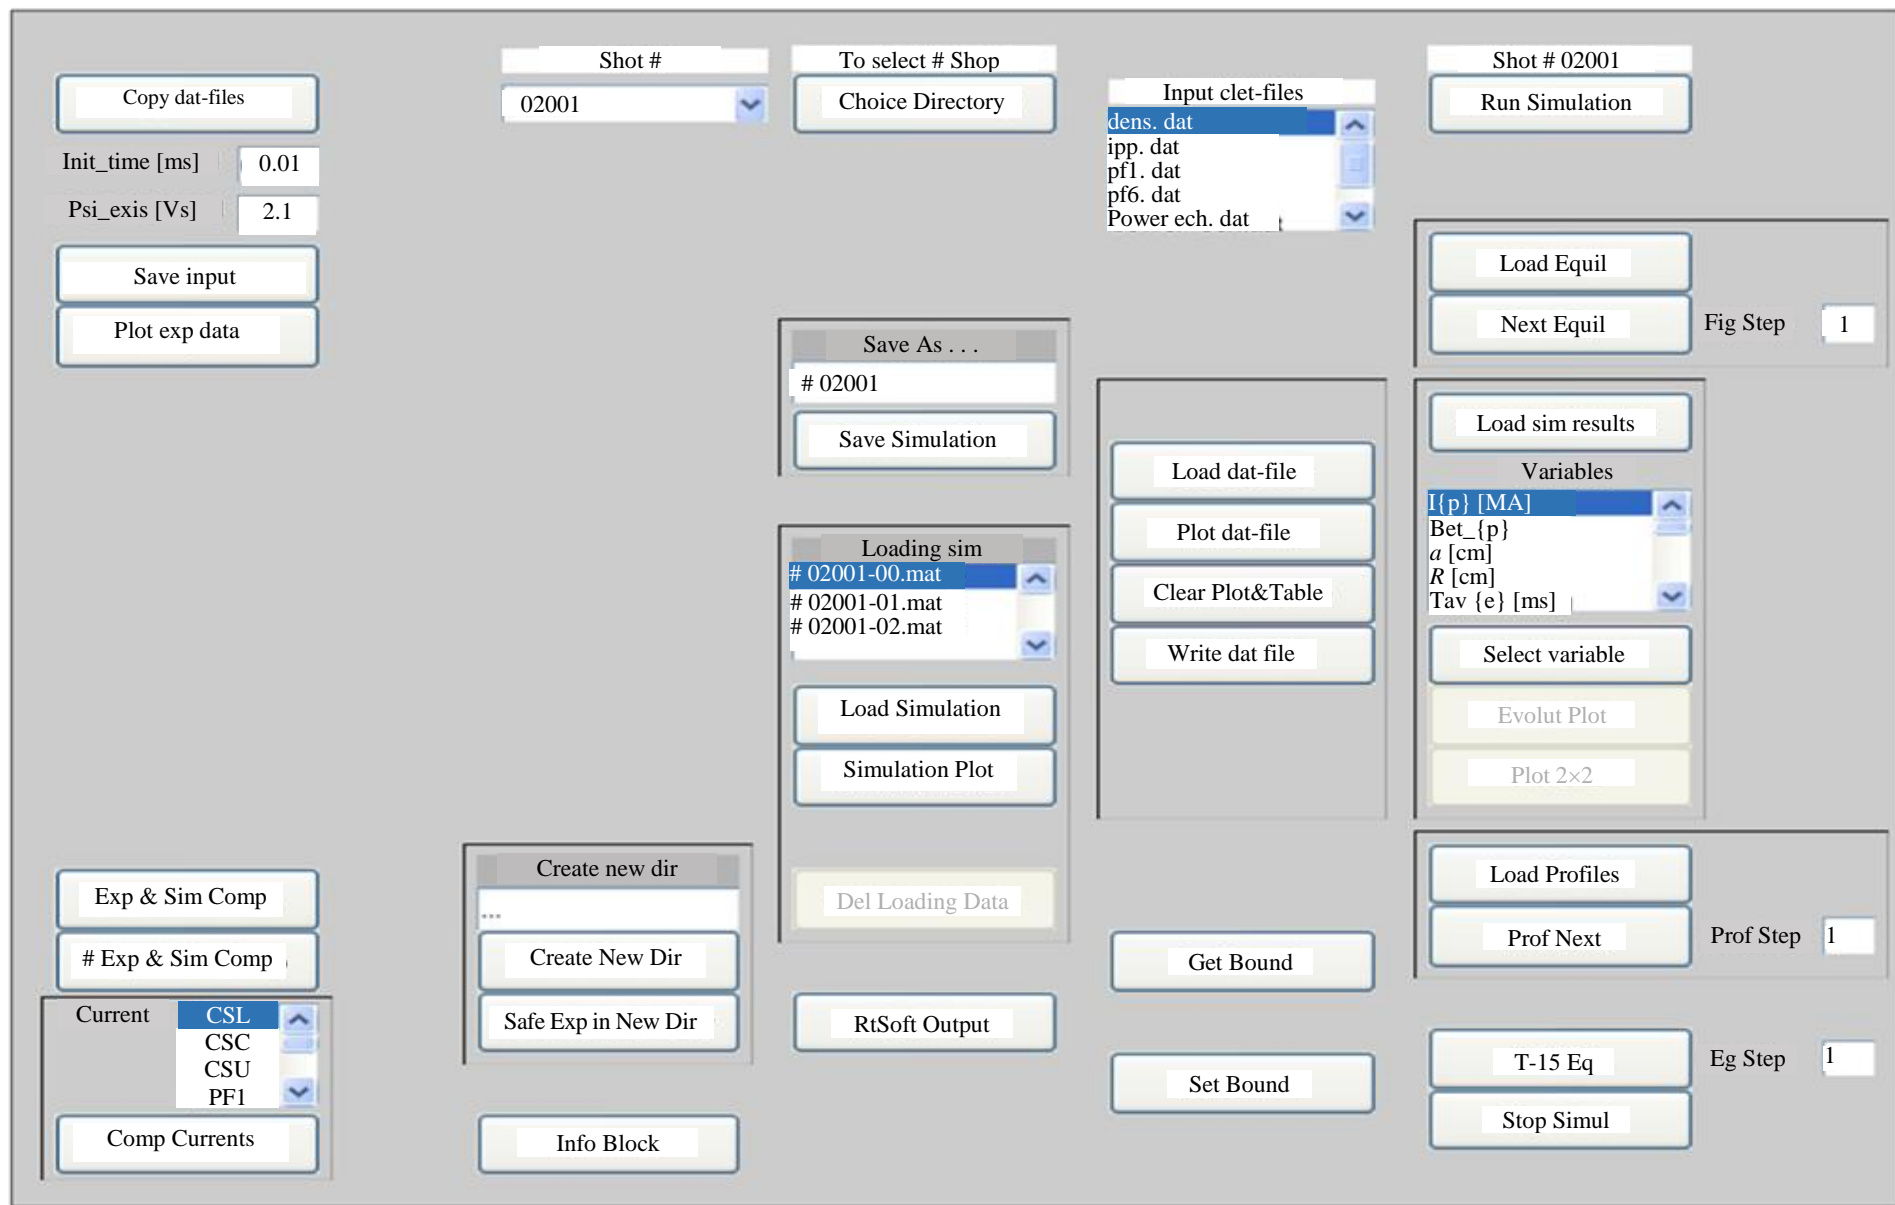 Copy dat-files
Init_time [ms] 0.01
Psi_exis [Vs] 2.1
Save input
Plot exp data
Exp & Sim Comp
# Exp & Sim Comp
Current
CSL
CSC
CSU
PF1
Comp Currents
Shot #
02001
Create new dir
...
Create New Dir
Safe Exp in New Dir
Info Block
To select # Shop
Choice Directory
Save As . . .
# 02001
Save Simulation
Loading sim
# 02001-00.mat
# 02001-01.mat
# 02001-02.mat
Load Simulation
Simulation Plot
Del Loading Data
RtSoft Output
Input clet-files
dens. dat
ipp. dat
pf1. dat
pf6. dat
Power ech. dat
Load dat-file
Plot dat-file
Clear Plot&Table
Write dat file
Get Bound
Set Bound
Shot # 02001
Run Simulation
Load Equil
Next Equil
Fig Step 1
Load sim results
Variables
I{p} [MA]
Bet_{p}
a [cm]
R [cm]
Tav {e} [ms]
Select variable
Evolut Plot
Plot 2×2
Load Profiles
Prof Next
Prof Step 1
T-15 Eq
Eg Step 1
Stop Simul